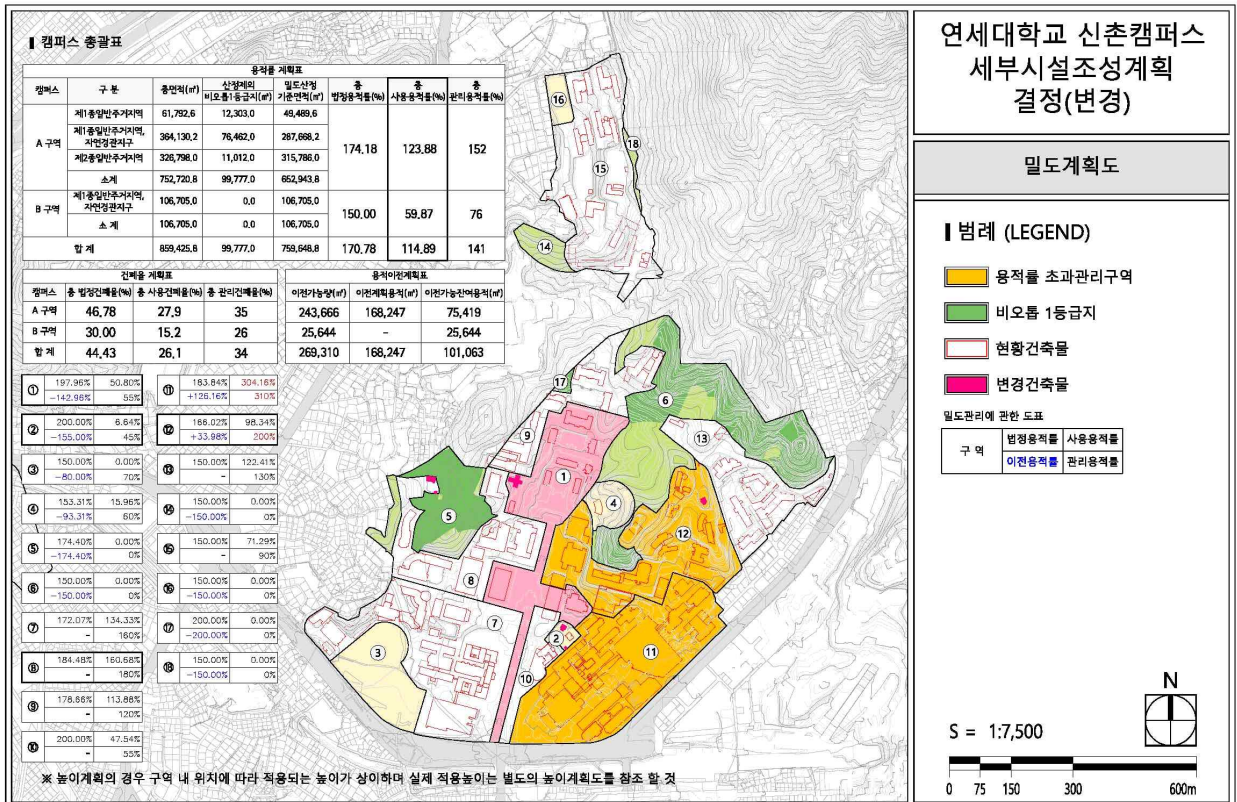 ▌캠퍼스 총괄표
용적률 계획표
캠퍼스 구 분 총면적(㎡) 산정제외 비오톱1등급지(㎡) 밀도산정 기준면적(㎡) 총 법정용적률(%) 총 사용용적률(%) 총 관리용적률(%)
A 구역 제1종일반주거지역 61,792.6 12,303.0 49,489.6 174.18 123.88 152
제1종일반주거지역, 자연경관지구 364,130.2 76,462.0 287,668.2
제2종일반주거지역 326,798.0 11,012.0 315,786.0
소계 752,720.8 99,777.0 652,943.8
B 구역 제1종일반주거지역, 자연경관지구 106,705.0 0.0 106,705.0 150.00 59.87 76
소 계 106,705.0 0.0 106,705.0
합 계 859,425.8 99,777.0 759,648.8 170.78 114.89 141
건폐율 계획표
캠퍼스 총 법정건폐율(%) 총 사용건폐율(%) 총 관리건폐율(%)
A 구역 46.78 27.9 35
B 구역 30.00 15.2 26
합 계 44.43 26.1 34
용적이전계획표
이전가능량(㎡) 이전계획용적(㎡) 이전가능잔여용적(㎡)
243,666 168,247 75,419
25,644 - 25,644
269,310 168,247 101,063
① 197.96% 50.80%
-142.96% 55%
② 200.00% 6.64%
-155.00% 45%
③ 150.00% 0.00%
-80.00% 70%
④ 153.31% 15.96%
-93.31% 60%
⑤ 174.40% 0.00%
-174.40% 0%
⑥ 150.00% 0.00%
-150.00% 0%
⑦ 172.07% 134.33%
- 160%
⑧ 184.48% 160.68%
- 180%
⑨ 178.66% 113.88%
- 120%
⑩ 200.00% 47.54%
- 55%
⑪ 183.84% 304.16%
+126.16% 310%
⑫ 166.02% 98.34%
+33.98% 200%
⑬ 150.00% 122.41%
- 130%
⑭ 150.00% 0.00%
-150.00% 0%
⑮ 150.00% 71.29%
- 90%
⑯ 150.00% 0.00%
-150.00% 0%
⑰ 200.00% 0.00%
-200.00% 0%
⑱ 150.00% 0.00%
-150.00% 0%
⑯
⑱
⑮
⑭
⑰
⑥
⑨
⑬
①
④
⑤
⑫
⑧
⑦
②
③
⑪
⑩
※ 높이계획의 경우 구역 내 위치에 따라 적용되는 높이가 상이하며 실제 적용높이는 별도의 높이계획도를 참조 할 것
연세대학교 신촌캠퍼스
세부시설조성계획
결정(변경)
밀도계획도
▌범례 (LEGEND)
용적률 초과관리구역
비오톱 1등급지
현황건축물
변경건축물
밀도관리에 관한 도표
구 역 법정용적률 사용용적률
이전용적률 관리용적률
N
S = 1:7,500
0 75 150 300 600m